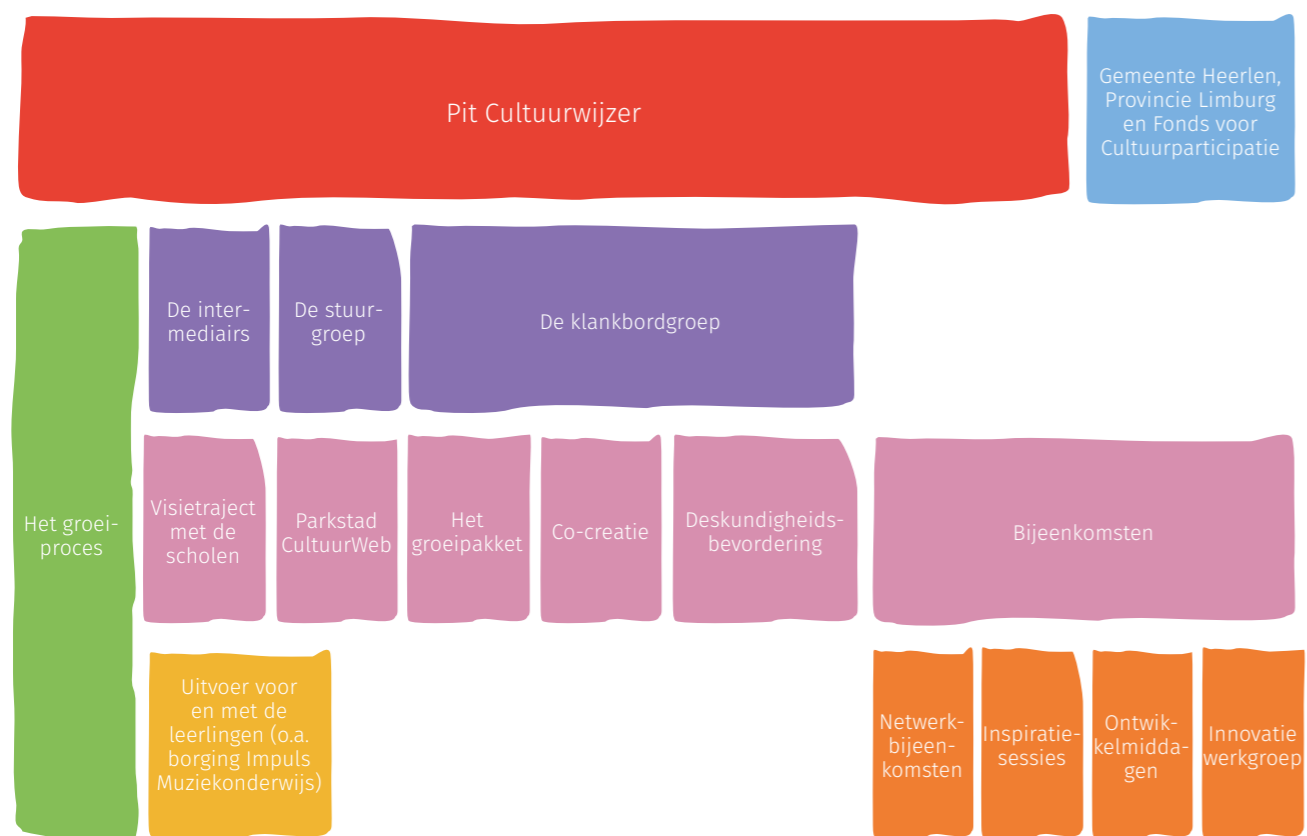 Pit Cultuurwijzer
Gemeente Heerlen,
Provincie Limburg
en Fonds voor
Cultuurparticipatie
Het groei-
proces
De inter-
mediairs
De stuur-
groep
De klankbordgroep
Visietraject
met de
scholen
Parkstad
CultuurWeb
Het
groeipakket
Co-creatie
Deskundigheids-
bevordering
Bijeenkomsten
Uitvoer voor
en met de
leerlingen (o.a.
borging Impuls
Muziekonderwijs)
Netwerk-
bijeen-
komsten
Inspiratie-
sessies
Ontwik-
kelmidda-
gen
Innovatie
werkgroep